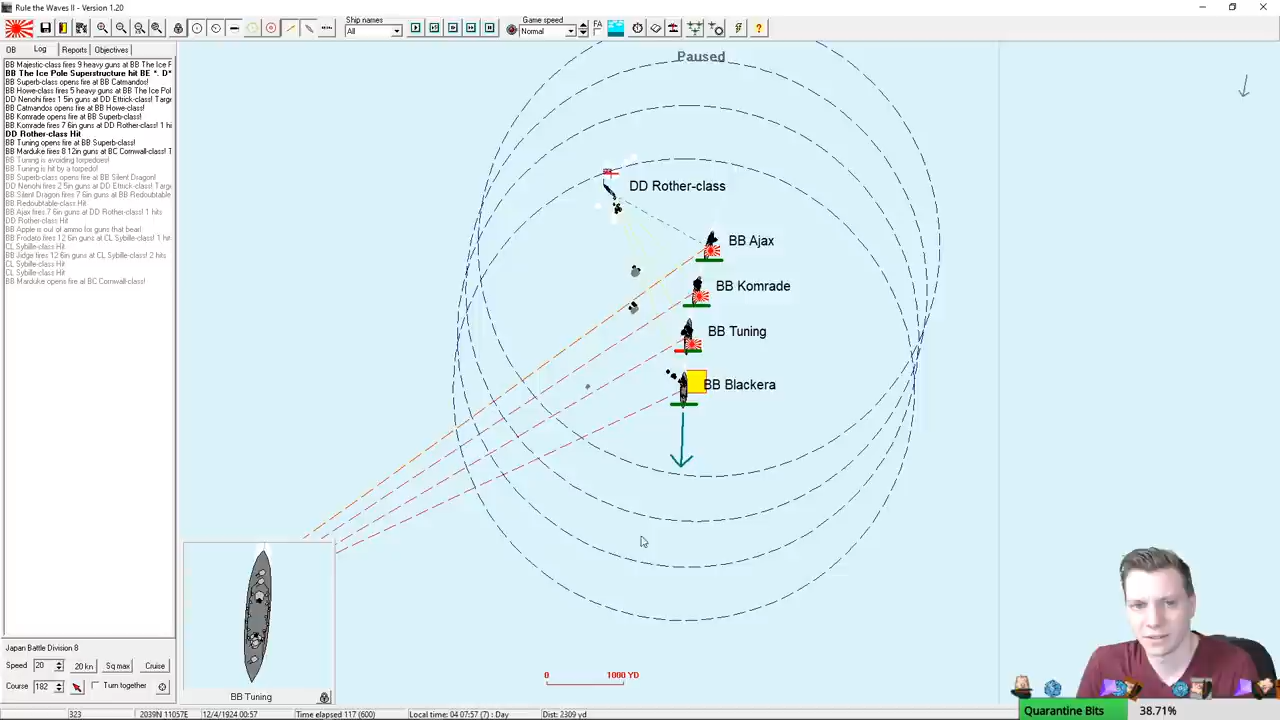 Rule the Waves II - Version 1.20
Ship names
All
Game speed
Normal
FA
OB
Log
Reports
Objectives
BB Majestic-class fires 9 heavy guns at BB The Ice P
BB The Ice Pole Superstructure hit BE *. D*
BB Superb-class opens fire at BB Catmandos!
BB Howe-class fires 5 heavy guns at BB The Ice Pol
DD Nenohi fires 1 5in guns at DD Ettrick-class! Targe
BB Catmandos opens fire at BB Howe-class!
BB Komrade opens fire at BB Superb-class!
BB Komrade fires 7 6in guns at DD Rother-class! 1 hi
DD Rother-class Hit
BB Tuning opens fire at BB Superb-class!
BB Marduke fires 8 12in guns at BC Cornwall-class! T
BB Tuning is avoiding torpedoes!
BB Tuning is hit by a torpedo!
BB Superb-class opens fire at BB Silent Dragon!
DD Nenohi fires 2 5in guns at DD Ettrick-class! Targe
BB Silent Dragon fires 7 6in guns at BB Redoubtable
BB Redoutable-class Hit
BB Ajax fires 7 6in guns at DD Rother-class! 1 hits
DD Rother-class Hit
BB Apple is out of ammo for guns that bear!
BB Frodato fires 12 6in guns at CL Sybille-class! 1 hit
CL Sybille-class Hit
BB Jidge fires 12 6in guns at CL Sybille-class! 2 hits
CL Sybille-class Hit
CL Sybille-class Hit
BB Marduke opens fire at BC Cornwall-class!
Paused
DD Rother-class
BB Ajax
BB Komrade
BB Tuning
BB Blackera
BB Tuning
0 1000 YD
Japan Battle Division 8
Speed 20 20 kn Sq max Cruise
Course 182 Turn together
323
2039N 11057E
12/4/1924 00:57
Time elapsed 117 (600)
Local time: 04:07:57 (7) : Day
Dist: 2309 yd
Quarantine Bits 38.71%